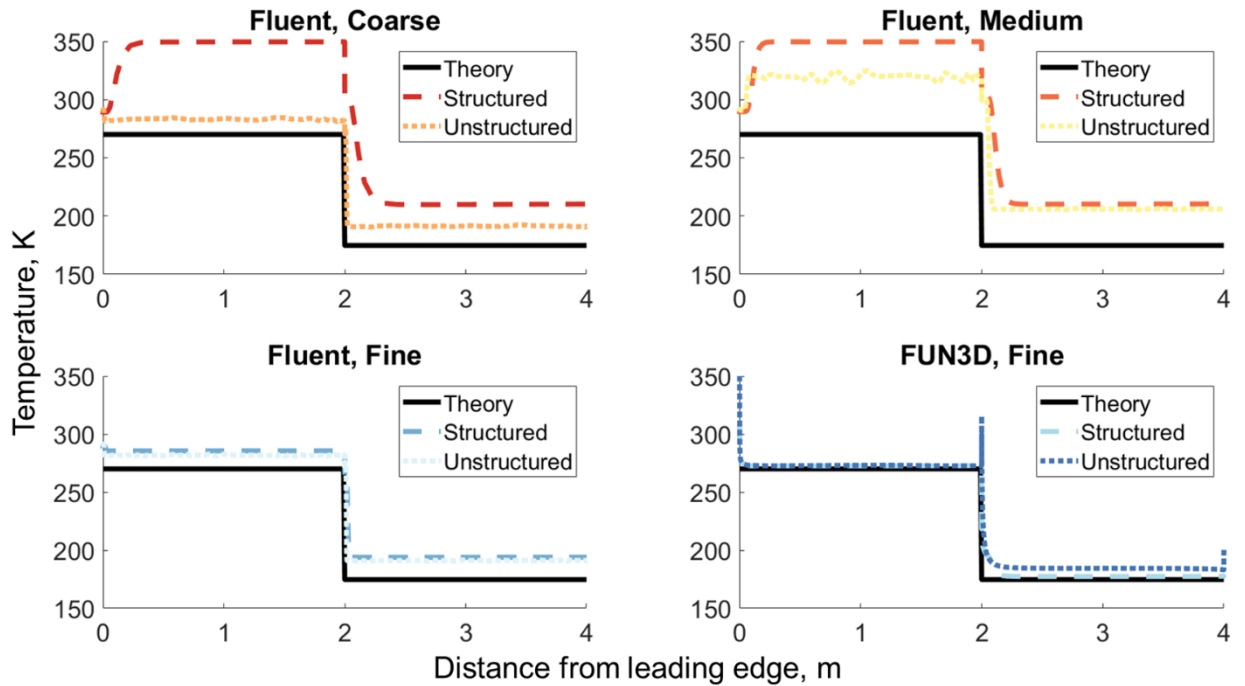 Fluent, Coarse
350
300
250
200
150
0
1
2
3
4
Theory
Structured
Unstructured
Fluent, Medium
350
300
250
200
150
0
1
2
3
4
Theory
Structured
Unstructured
Temperature, K
Fluent, Fine
350
300
250
200
150
0
1
2
3
4
Theory
Structured
Unstructured
FUN3D, Fine
350
300
250
200
150
0
1
2
3
4
Theory
Structured
Unstructured
Distance from leading edge, m